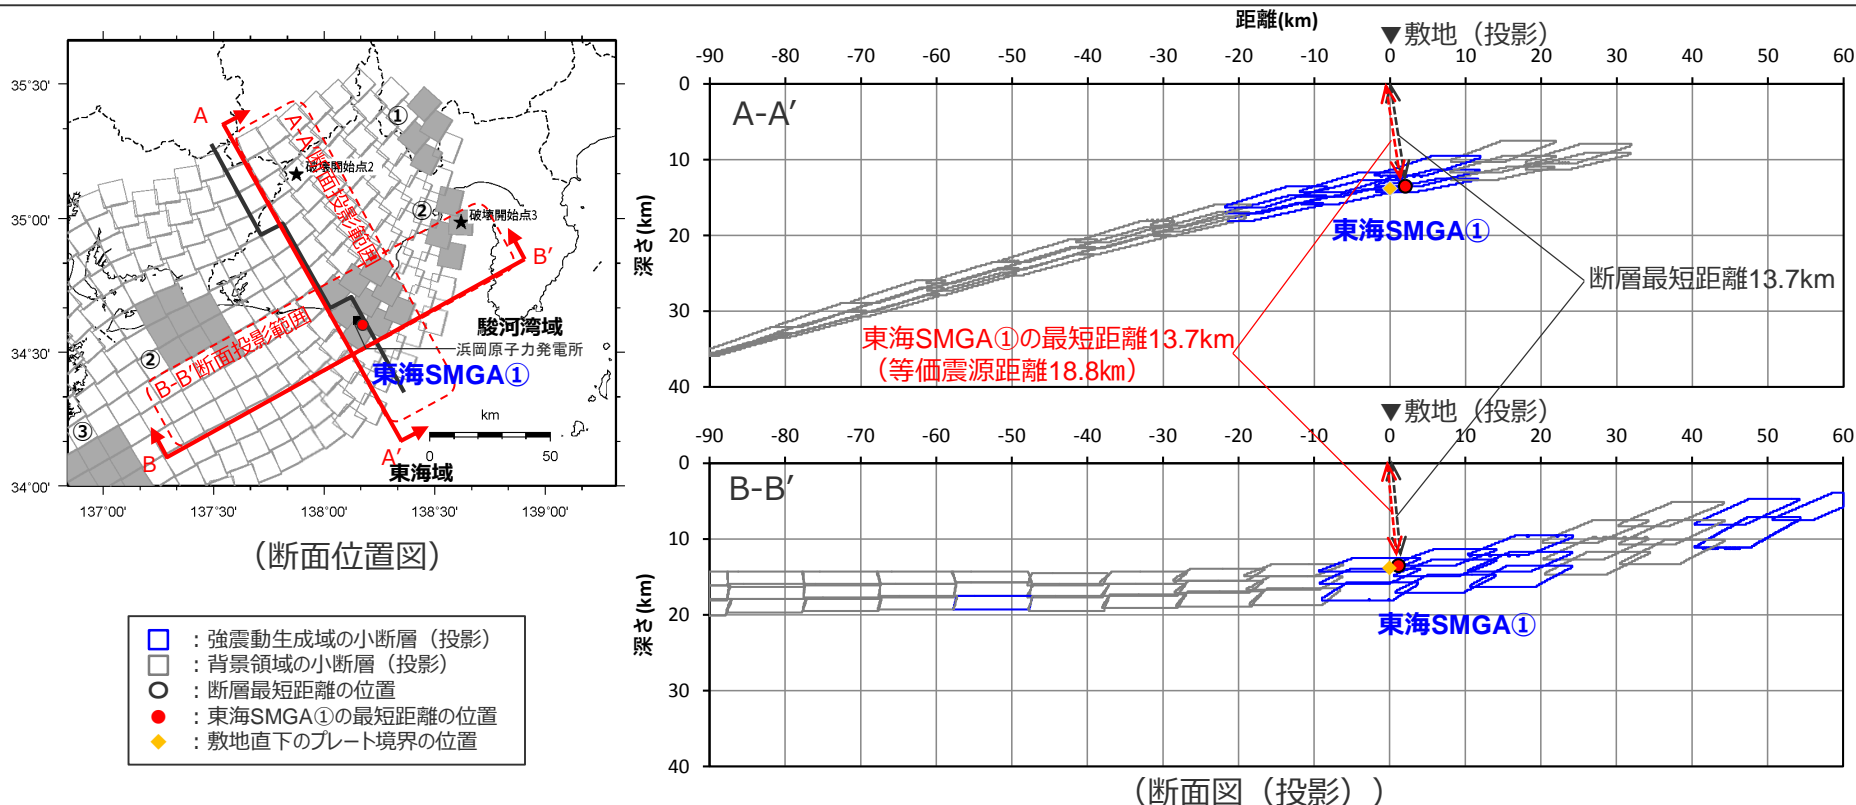 35°30′
35°00′
34°30′
34°00′
137°00′
137°30′
138°00′
138°30′
139°00′
A
A-A′断面投影範囲
①
破壊開始点2
②
破壊開始点3
B′
B-B′断面投影範囲
駿河湾域
浜岡原子力発電所
②
東海SMGA①
③
km
0
50
B
A′
東海域
（断面位置図）
：強震動生成域の小断層（投影）
：背景領域の小断層（投影）
：断層最短距離の位置
：東海SMGA①の最短距離の位置
：敷地直下のプレート境界の位置
距離(km)
▼敷地（投影）
-90 -80 -70 -60 -50 -40 -30 -20 -10 0 10 20 30 40 50 60
0
10
20
30
40
深さ(km)
A-A′
東海SMGA①
断層最短距離13.7km
東海SMGA①の最短距離13.7km
（等価震源距離18.8km）
▼敷地（投影）
-90 -80 -70 -60 -50 -40 -30 -20 -10 0 10 20 30 40 50 60
0
10
20
30
40
深さ(km)
B-B′
東海SMGA①
（断面図（投影））